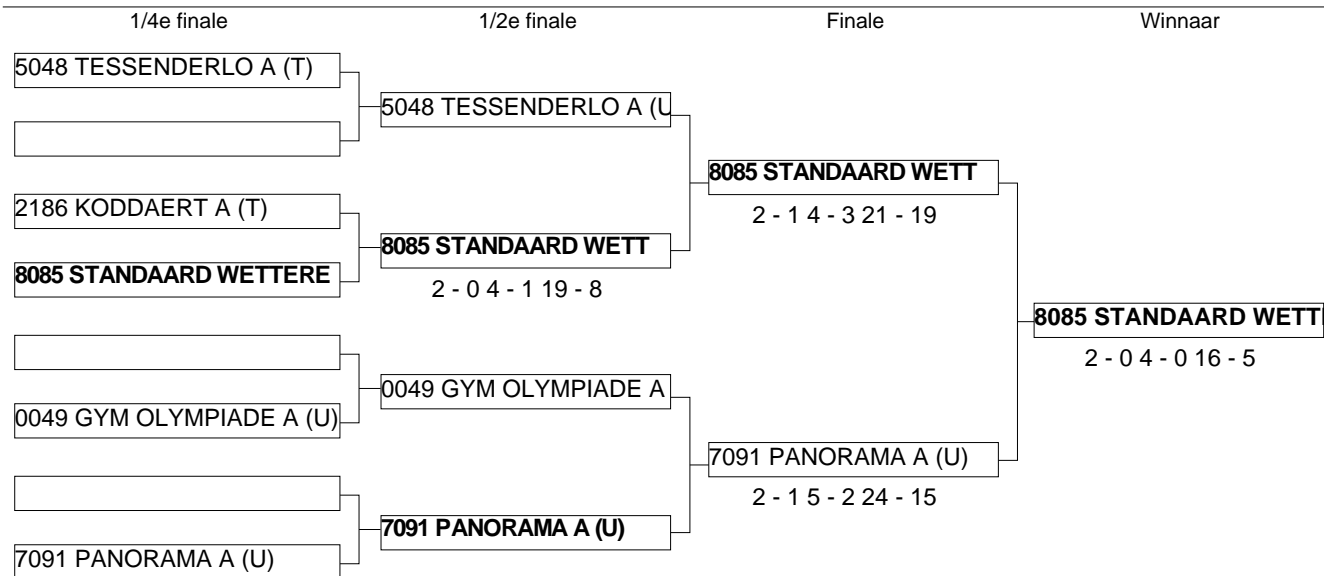 1/4e finale
1/2e finale
Finale
Winnaar
5048 TESSENDERLO A (T)
2186 KODDAERT A (T)
8085 STANDAARD WETTERE
0049 GYM OLYMPIADE A (U)
7091 PANORAMA A (U)
5048 TESSENDERLO A (U
8085 STANDAARD WETT
2 - 0 4 - 1 19 - 8
0049 GYM OLYMPIADE A
7091 PANORAMA A (U)
8085 STANDAARD WETT
2 - 1 4 - 3 21 - 19
7091 PANORAMA A (U)
2 - 1 5 - 2 24 - 15
8085 STANDAARD WETT
2 - 0 4 - 0 16 - 5